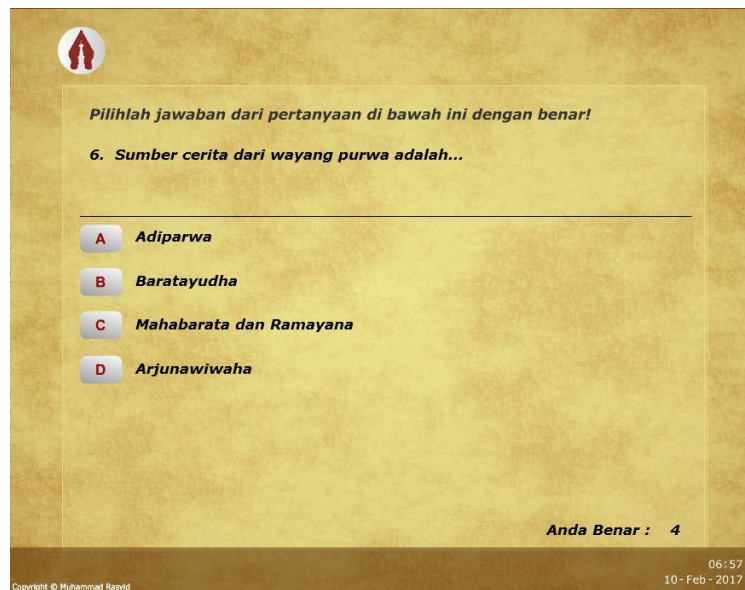 Pilihlah jawaban dari pertanyaan di bawah ini dengan benar!
6. Sumber cerita dari wayang purwa adalah...
A Adiparwa
B Baratayudha
C Mahabarata dan Ramayana
D Arjunawiwaha
Anda Benar : 4
06:57
10-Feb-2017
Copyright © Muhammad Rasyid